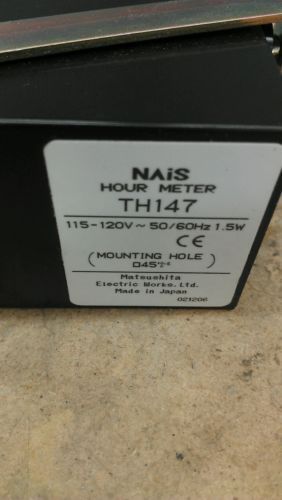 NAiS
HOUR METER
TH147
115-120V~ 50/60Hz 1.5W
CE
( MOUNTING HOLE )
□45
Matsushita
Electric Works.Ltd.
Made in Japan
021206